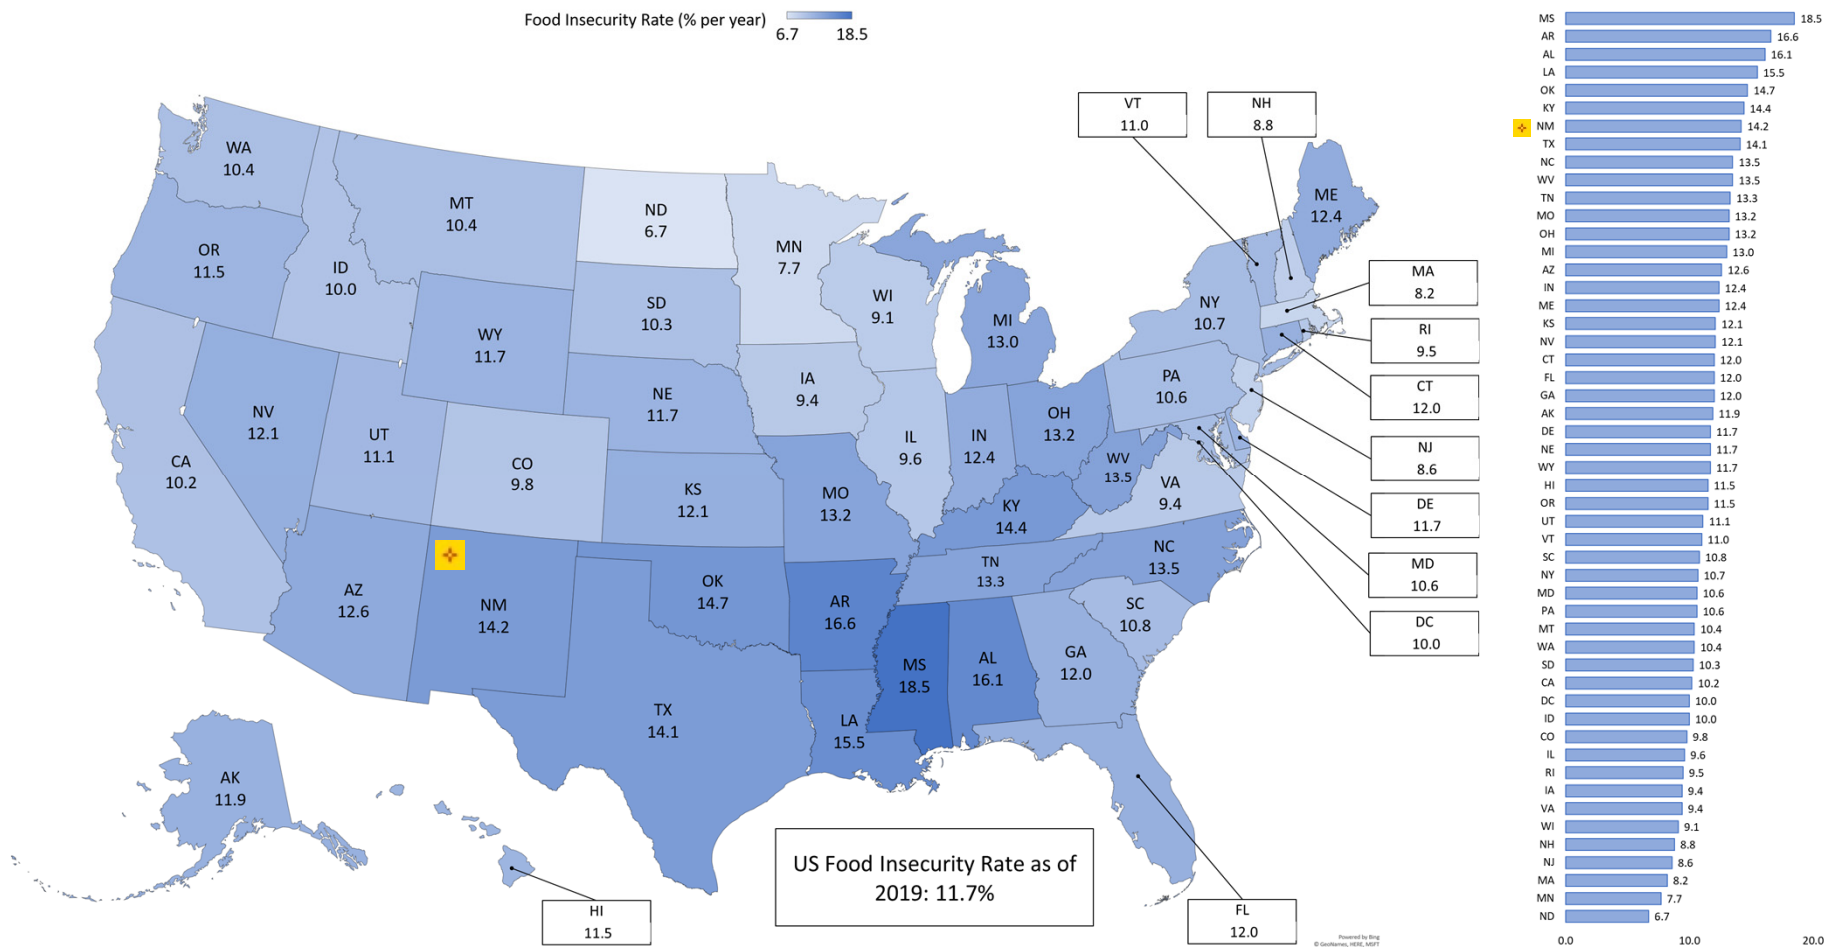 Food Insecurity Rate (% per year)
6.7 18.5
VT
11.0
NH
8.8
WA
10.4
MT
10.4
ND
6.7
MN
7.7
ME
12.4
OR
11.5
ID
10.0
WY
11.7
SD
10.3
WI
9.1
MI
13.0
NY
10.7
MA
8.2
RI
9.5
CT
12.0
NJ
8.6
DE
11.7
MD
10.6
DC
10.0
NV
12.1
UT
11.1
CA
10.2
CO
9.8
NE
11.7
IA
9.4
IL
9.6
IN
12.4
OH
13.2
PA
10.6
WV
13.5
VA
9.4
KS
12.1
MO
13.2
KY
14.4
TN
13.3
NC
13.5
SC
10.8
AZ
12.6
NM
14.2
OK
14.7
AR
16.6
MS
18.5
AL
16.1
GA
12.0
TX
14.1
LA
15.5
AK
11.9
HI
11.5
FL
12.0
US Food Insecurity Rate as of
2019: 11.7%
Powered by Bing
© GeoNames, HERE, MSFT
MS 18.5
AR 16.6
AL 16.1
LA 15.5
OK 14.7
KY 14.4
NM 14.2
TX 14.1
NC 13.5
WV 13.5
TN 13.3
MO 13.2
OH 13.2
MI 13.0
AZ 12.6
IN 12.4
ME 12.4
KS 12.1
NV 12.1
CT 12.0
FL 12.0
GA 12.0
AK 11.9
DE 11.7
NE 11.7
WY 11.7
HI 11.5
OR 11.5
UT 11.1
VT 11.0
SC 10.8
NY 10.7
MD 10.6
PA 10.6
MT 10.4
WA 10.4
SD 10.3
CA 10.2
DC 10.0
ID 10.0
CO 9.8
IL 9.6
RI 9.5
IA 9.4
VA 9.4
WI 9.1
NH 8.8
NJ 8.6
MA 8.2
MN 7.7
ND 6.7
0.0 10.0 20.0